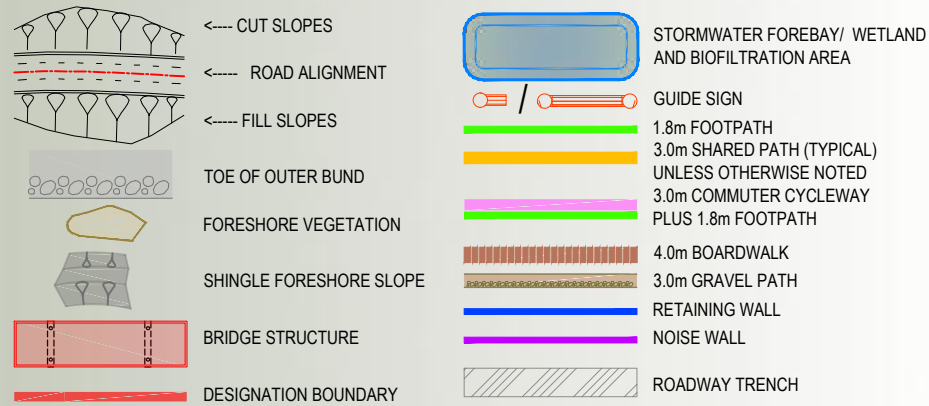 <---- CUT SLOPES
<----- ROAD ALIGNMENT
<----- FILL SLOPES
TOE OF OUTER BUND
FORESHORE VEGETATION
SHINGLE FORESHORE SLOPE
BRIDGE STRUCTURE
DESIGNATION BOUNDARY
STORMWATER FOREBAY/ WETLAND
AND BIOFILTRATION AREA
/ GUIDE SIGN
1.8m FOOTPATH
3.0m SHARED PATH (TYPICAL)
UNLESS OTHERWISE NOTED
3.0m COMMUTER CYCLEWAY
PLUS 1.8m FOOTPATH
4.0m BOARDWALK
3.0m GRAVEL PATH
RETAINING WALL
NOISE WALL
ROADWAY TRENCH